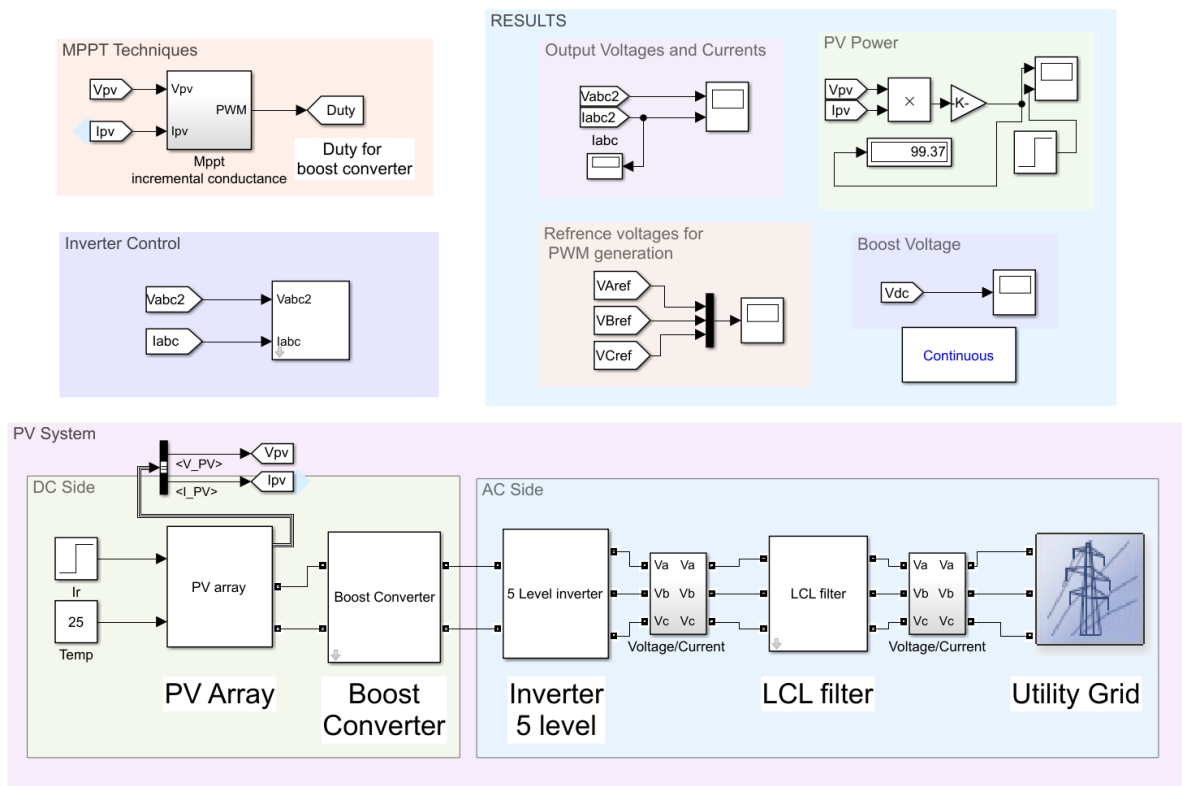 MPPT Techniques
Vpv
Vpv
PWM
Duty
Ipv
Ipv
Mppt
incremental conductance
Duty for
boost converter
RESULTS
Output Voltages and Currents
Vabc2
Iabc2
Iabc
PV Power
Vpv
Ipv
×
-K-
99.37
Inverter Control
Vabc2
Vabc2
Iabc
Iabc
Refrence voltages for
PWM generation
VAref
VBref
VCref
Boost Voltage
Vdc
Continuous
PV System
Vpv
<V_PV>
Ipv
<I_PV>
DC Side
Ir
25
Temp
PV array
Boost Converter
PV Array
Boost
Converter
AC Side
5 Level inverter
Va Va
Vb Vb
Vc Vc
Voltage/Current
LCL filter
Va Va
Vb Vb
Vc Vc
Voltage/Current
Inverter
5 level
LCL filter
Utility Grid